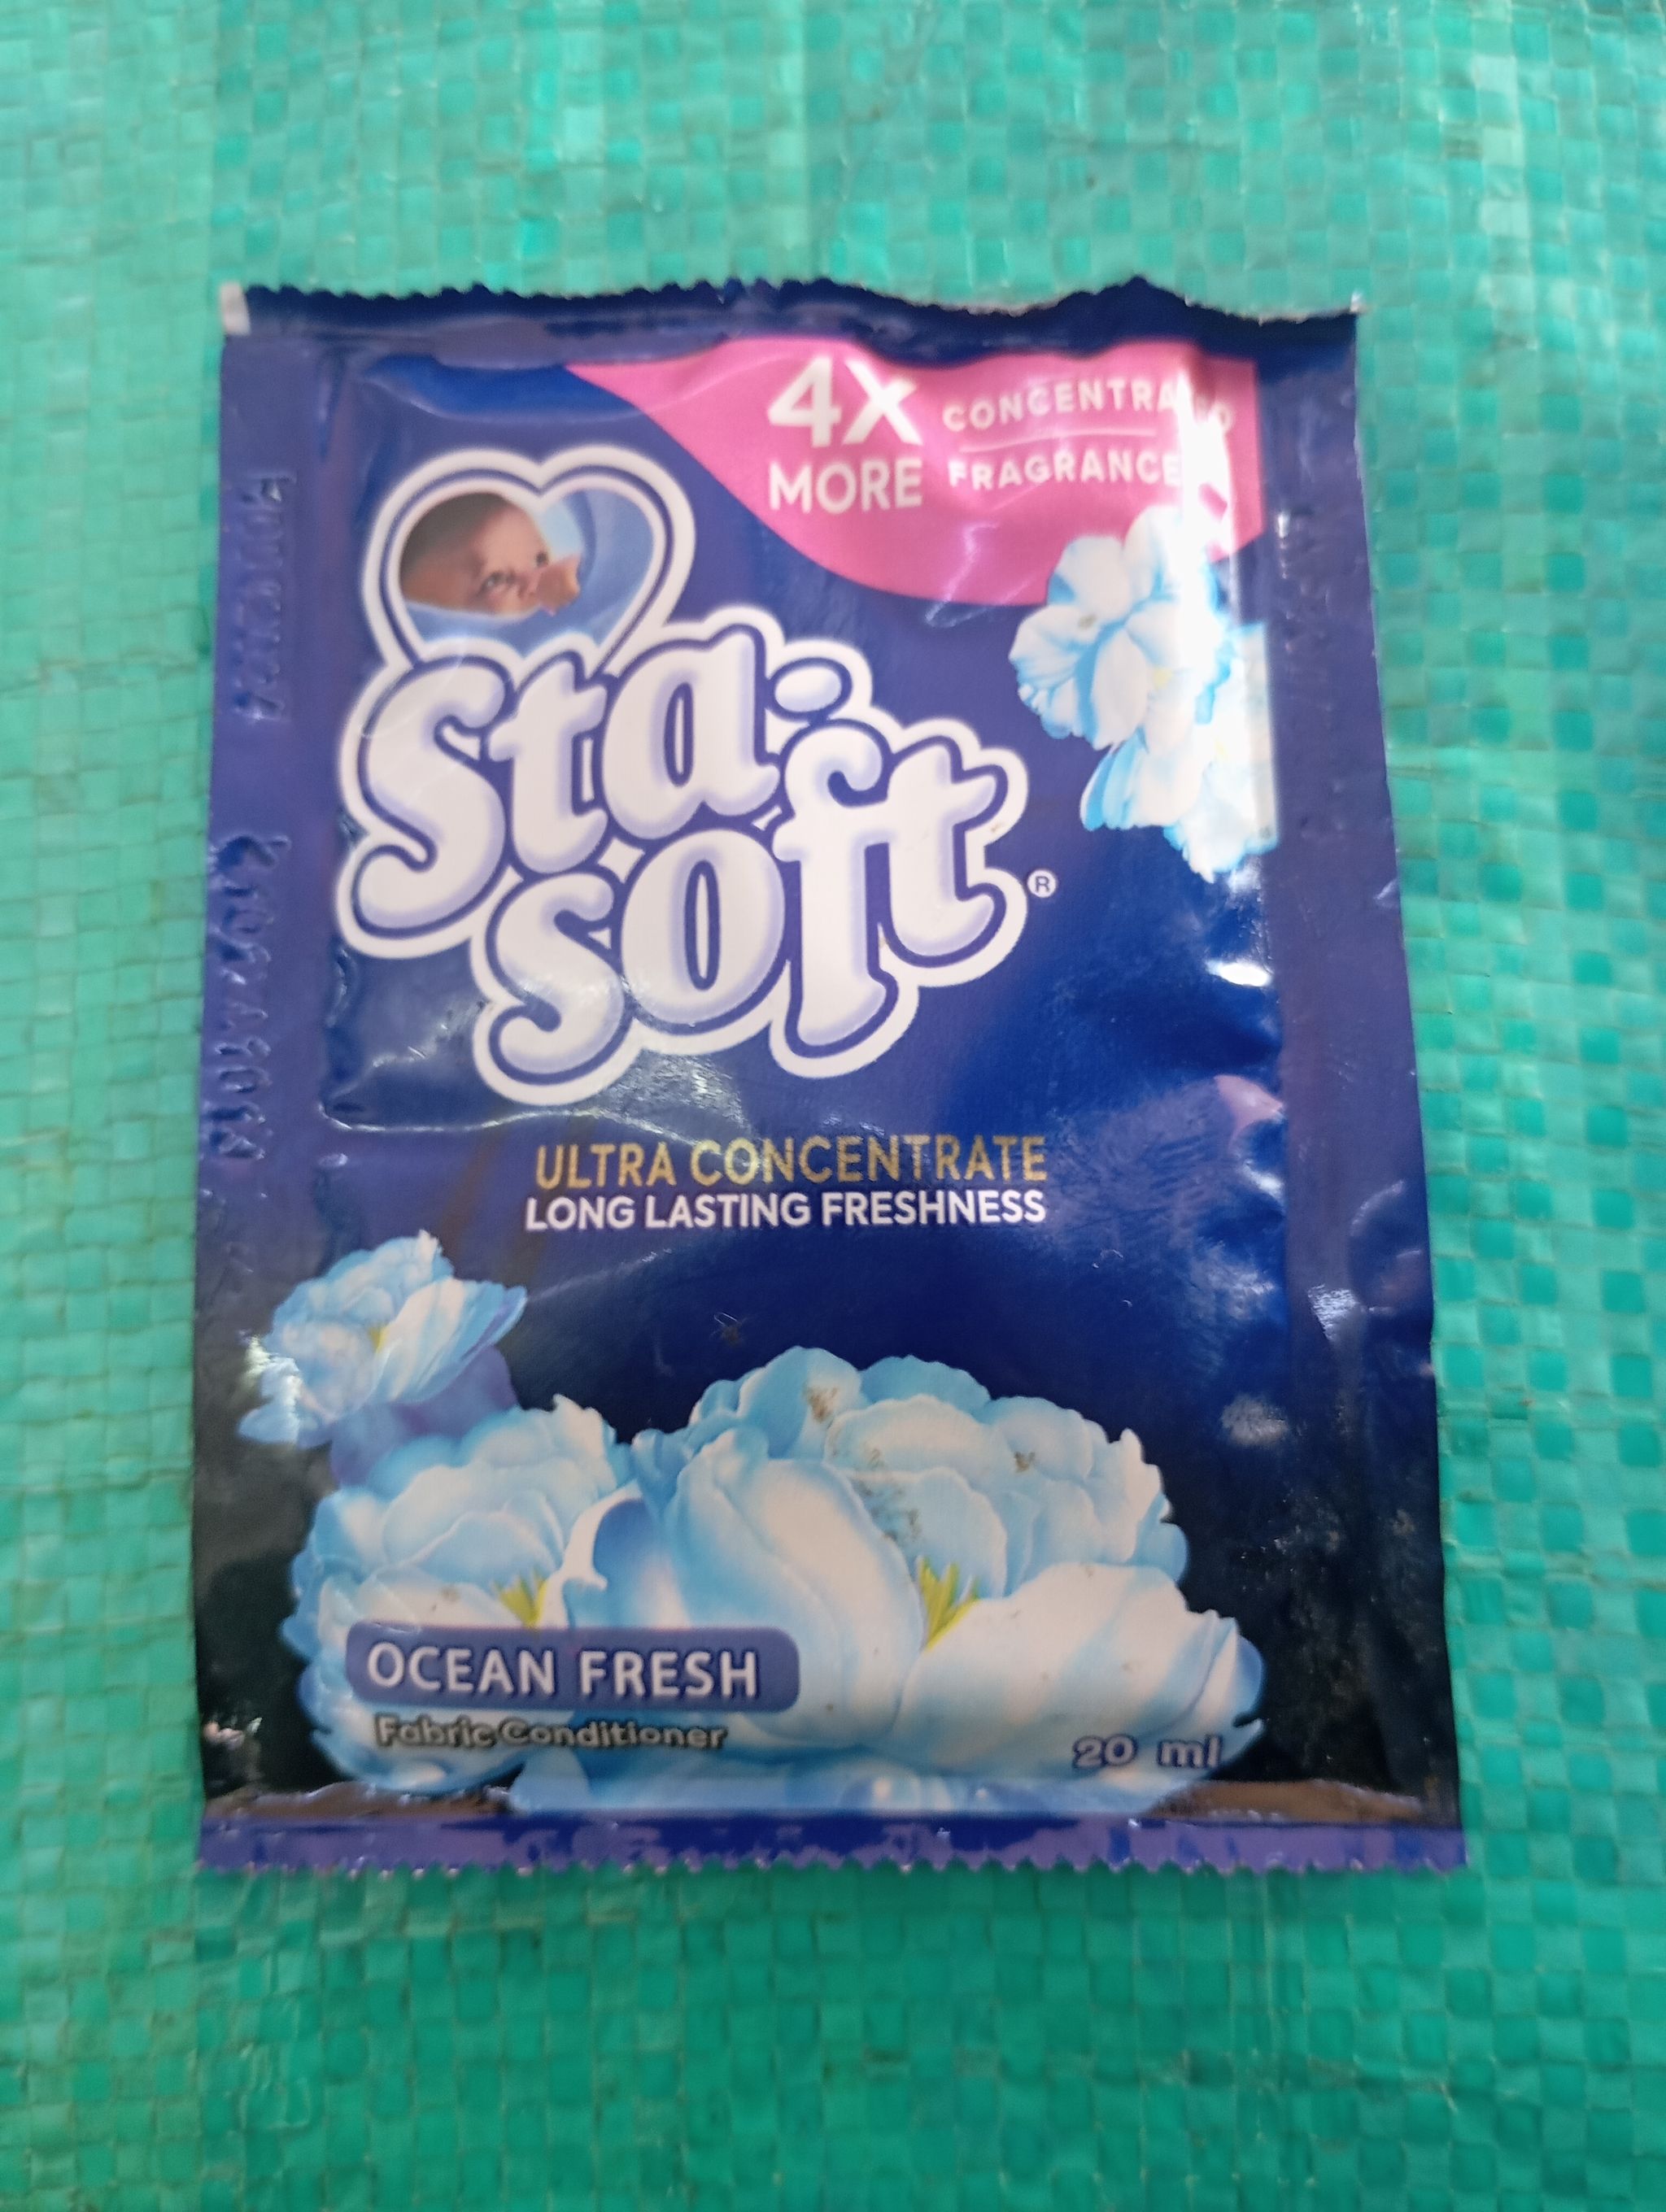 4X
MORE
CONCENTRATED
FRAGRANCE
Sta-
soft
®
ULTRA CONCENTRATE
LONG LASTING FRESHNESS
OCEAN FRESH
Fabric Conditioner
20 ml